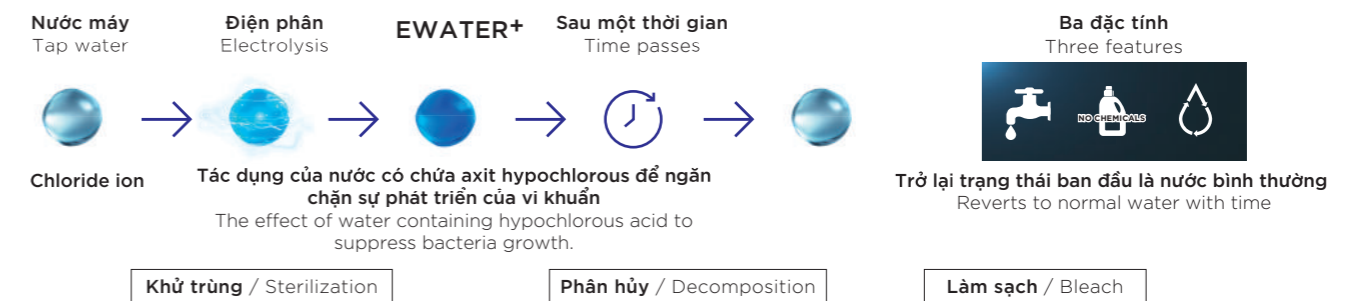 Nước máy
Tap water
Điện phân
Electrolysis
EWATER+
Sau một thời gian
Time passes
Ba đặc tính
Three features
NO CHEMICALS
Chloride ion
Tác dụng của nước có chứa axit hypochlorous để ngăn
chặn sự phát triển của vi khuẩn
The effect of water containing hypochlorous acid to
suppress bacteria growth.
Trở lại trạng thái ban đầu là nước bình thường
Reverts to normal water with time
Khử trùng / Sterilization
Phân hủy / Decomposition
Làm sạch / Bleach